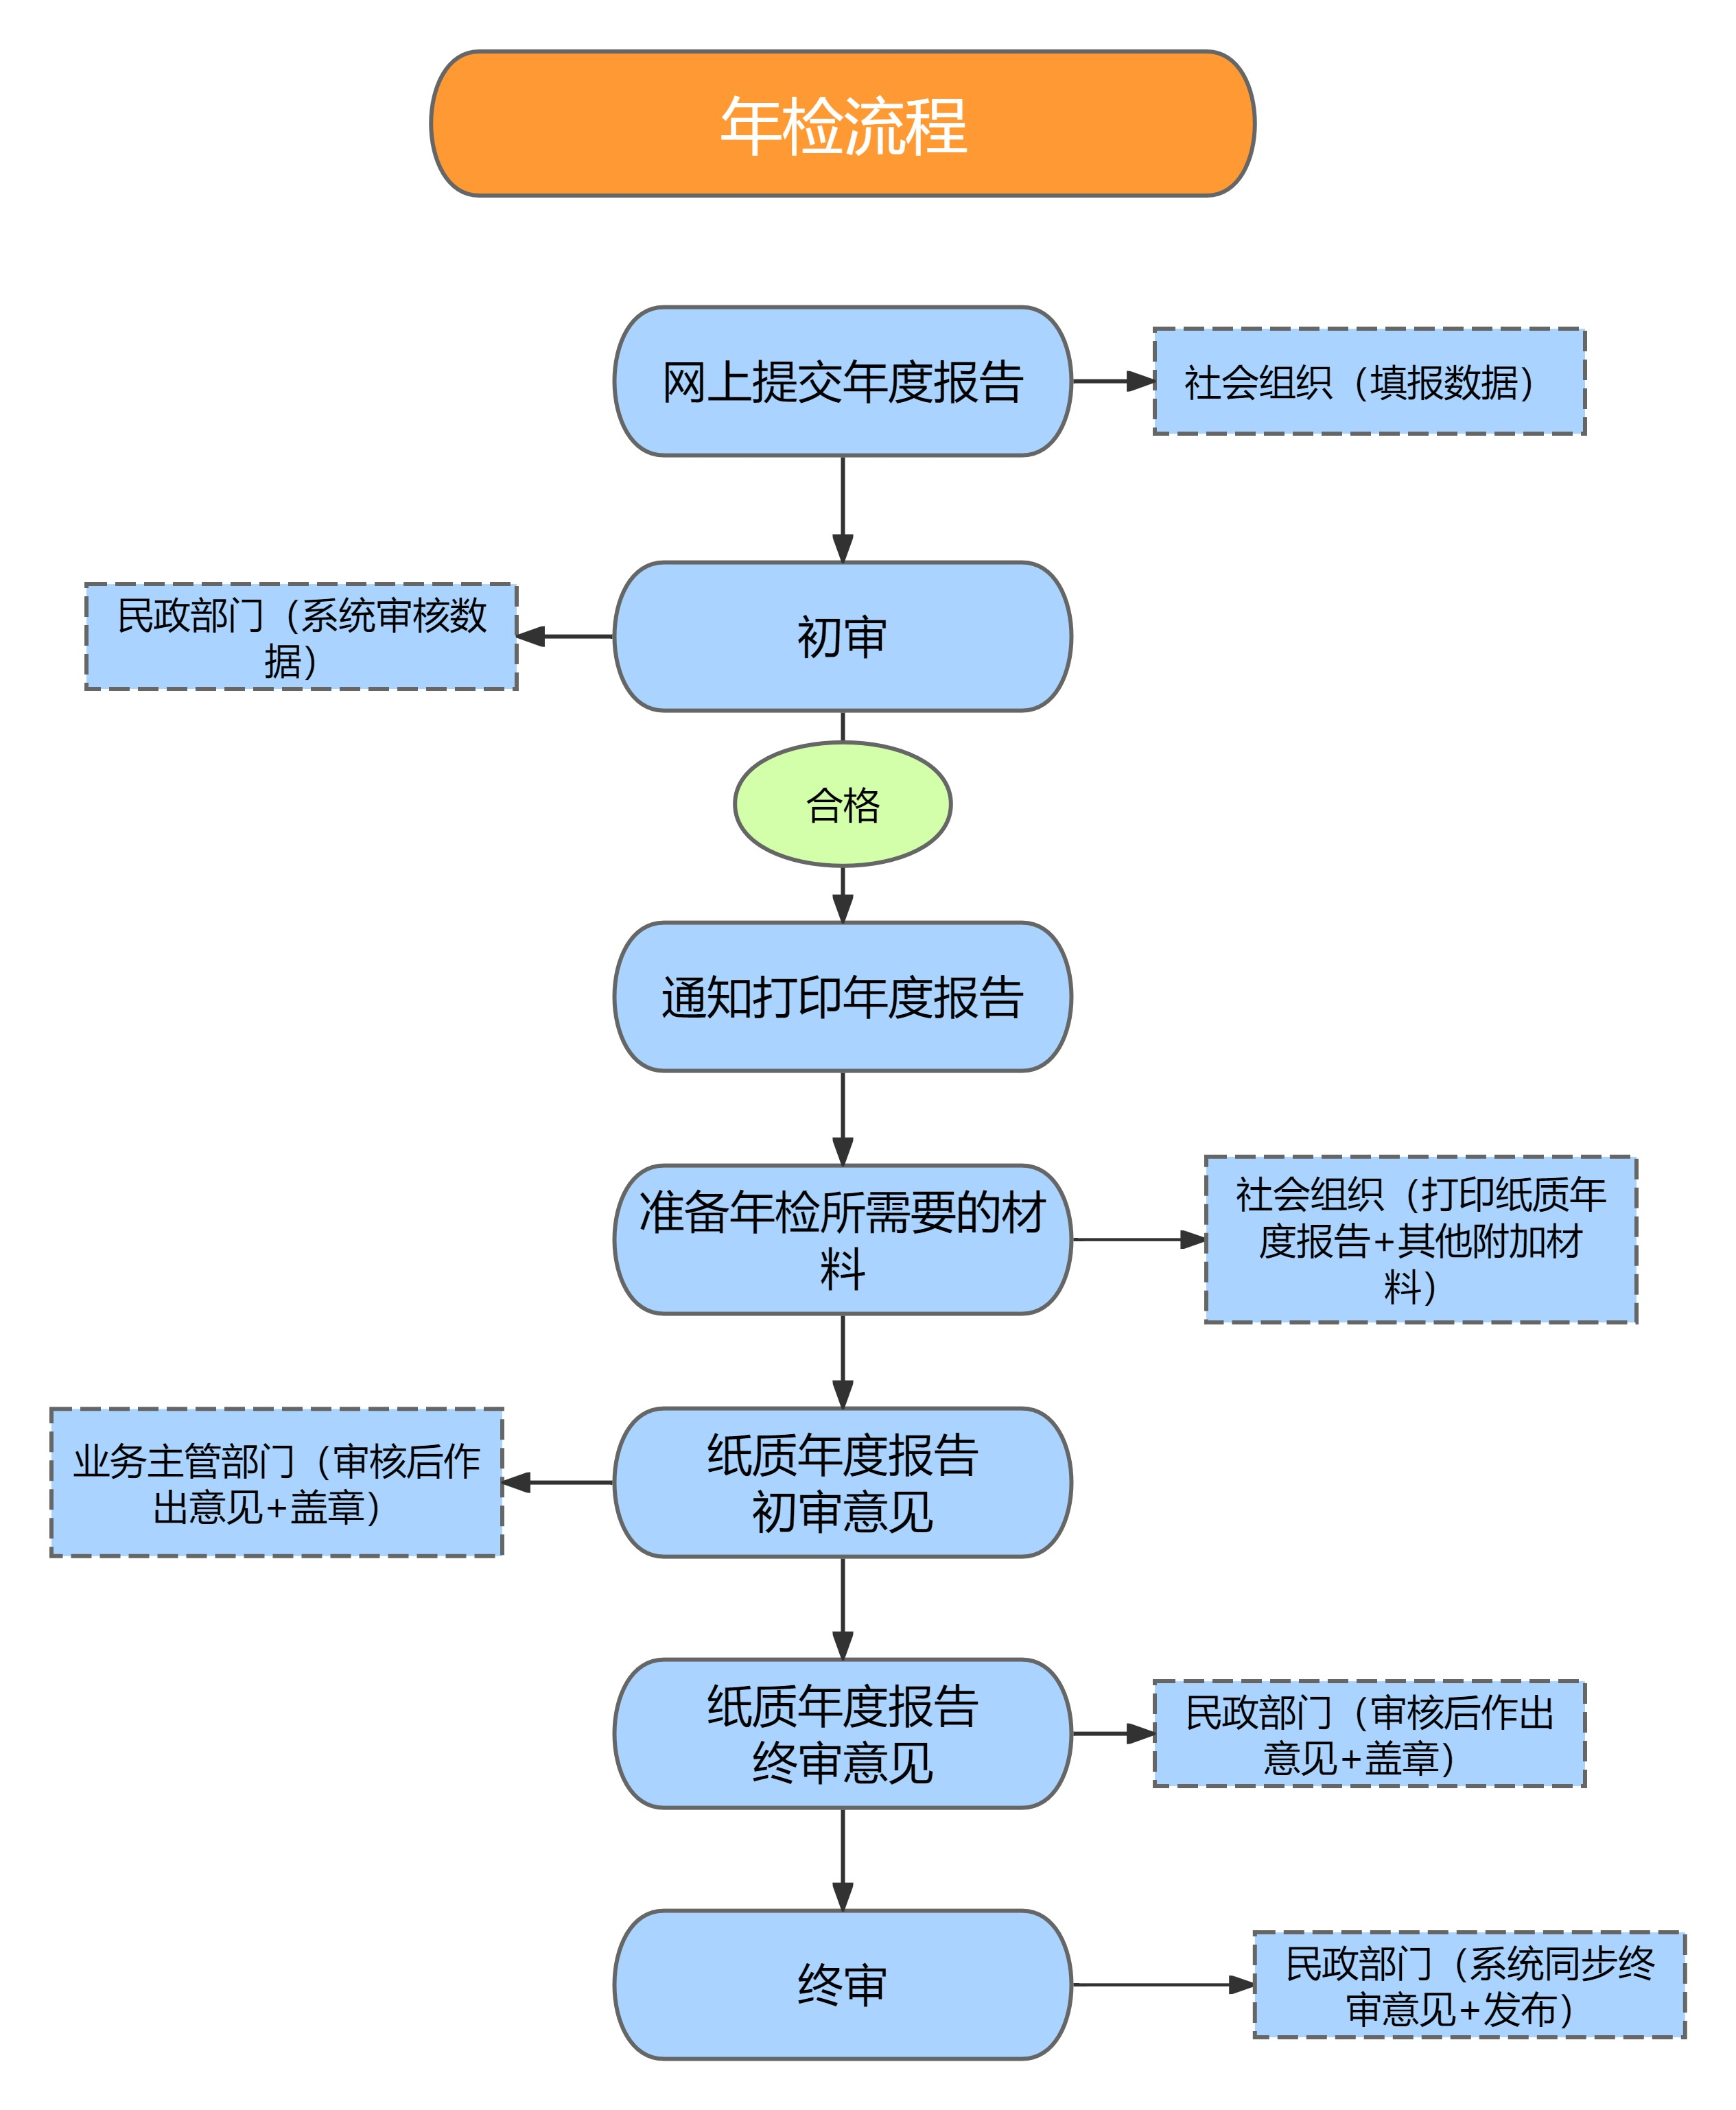 年检流程
网上提交年度报告
社会组织（填报数据）
民政部门（系统审核数
据）
初审
合格
通知打印年度报告
准备年检所需要的材
料
社会组织（打印纸质年
度报告+其他附加材
料）
业务主管部门（审核后作
出意见+盖章）
纸质年度报告
初审意见
纸质年度报告
终审意见
民政部门（审核后作出
意见+盖章）
终审
民政部门（系统同步终
审意见+发布）